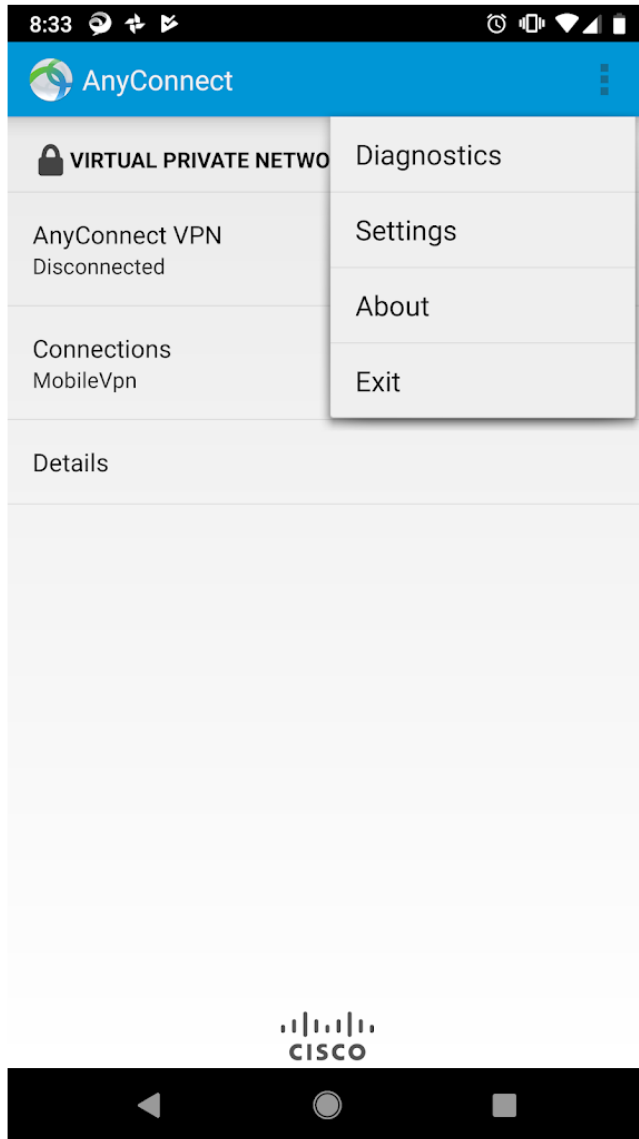 8:33
AnyConnect
VIRTUAL PRIVATE NETWO
Diagnostics
AnyConnect VPN
Disconnected
Settings
About
Connections
MobileVpn
Exit
Details
CISCO